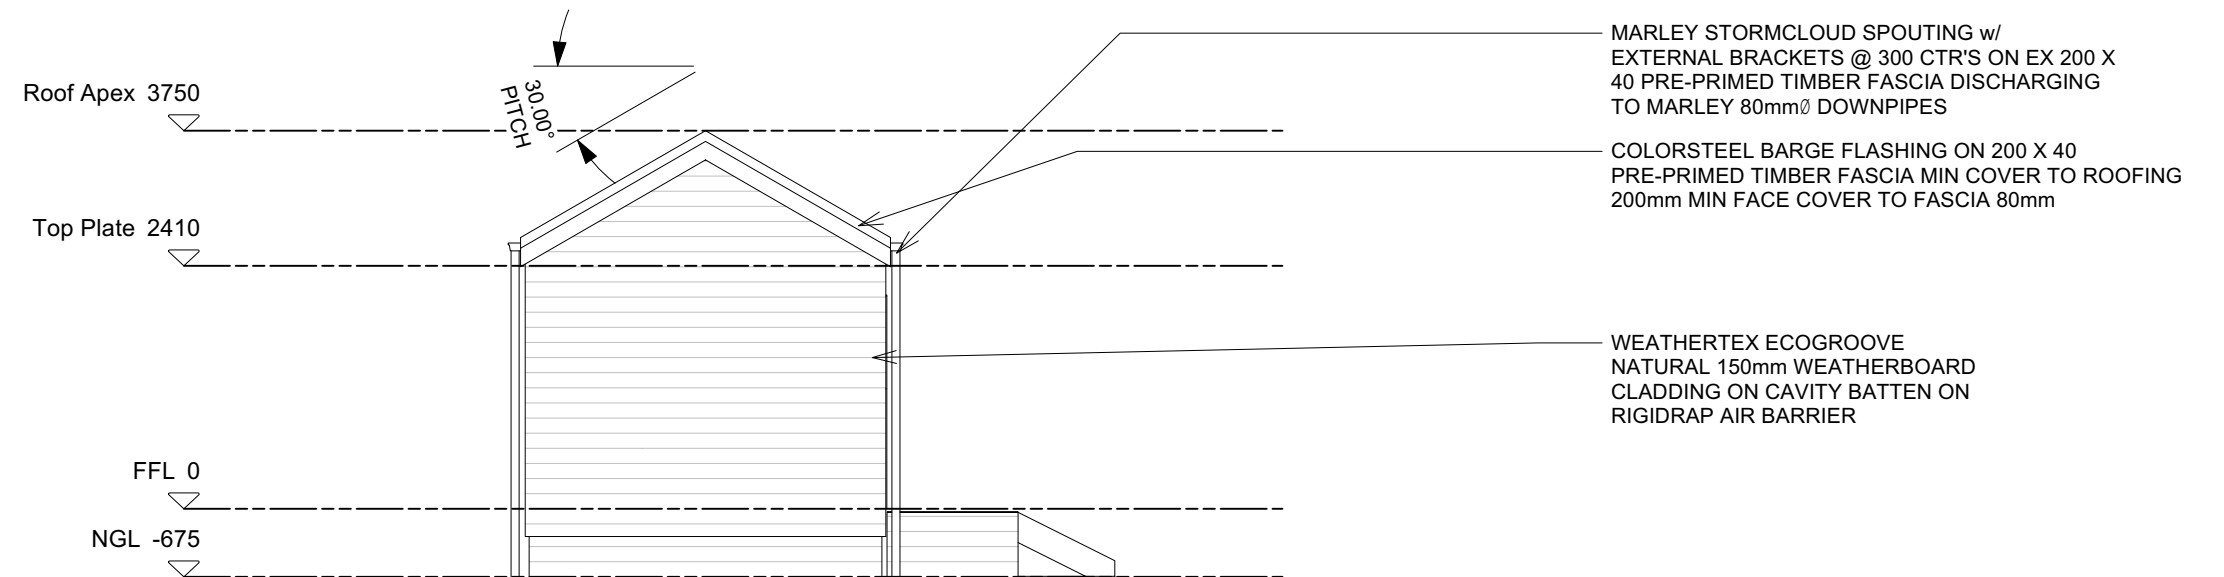 MARLEY STORMCLOUD SPOUTING w/
EXTERNAL BRACKETS @ 300 CTR'S ON EX 200 X
40 PRE-PRIMED TIMBER FASCIA DISCHARGING
TO MARLEY 80mmØ DOWNPIPES
Roof Apex 3750
30.00°
PITCH
COLORSTEEL BARGE FLASHING ON 200 X 40
PRE-PRIMED TIMBER FASCIA MIN COVER TO ROOFING
200mm MIN FACE COVER TO FASCIA 80mm
Top Plate 2410
WEATHERTEX ECOGROOVE
NATURAL 150mm WEATHERBOARD
CLADDING ON CAVITY BATTEN ON
RIGIDRAP AIR BARRIER
FFL 0
NGL -675